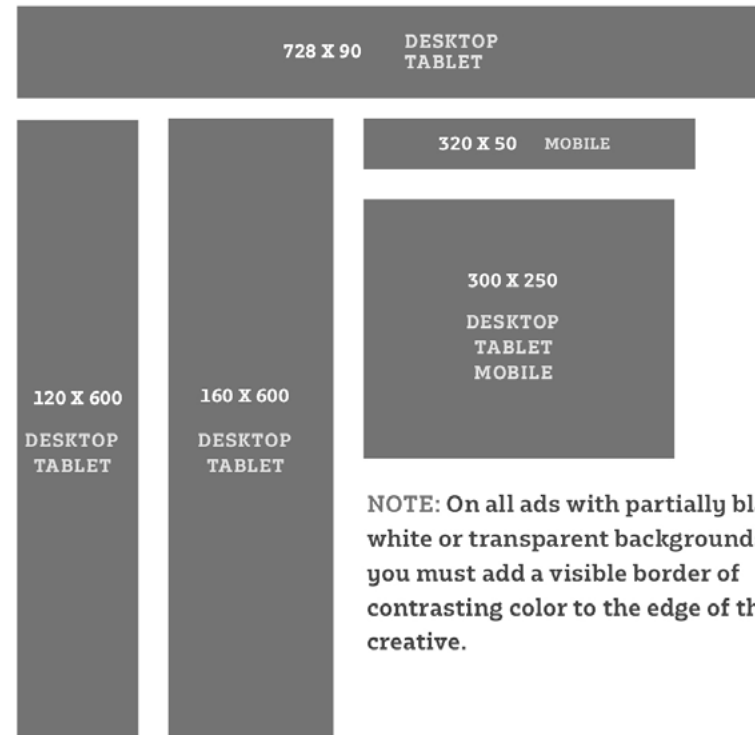 728 X 90 DESKTOP
TABLET
320 X 50 MOBILE
300 X 250
DESKTOP
TABLET
MOBILE
120 X 600
DESKTOP
TABLET
160 X 600
DESKTOP
TABLET
NOTE: On all ads with partially
white or transparent background
you must add a visible border of
contrasting color to the edge of
creative.